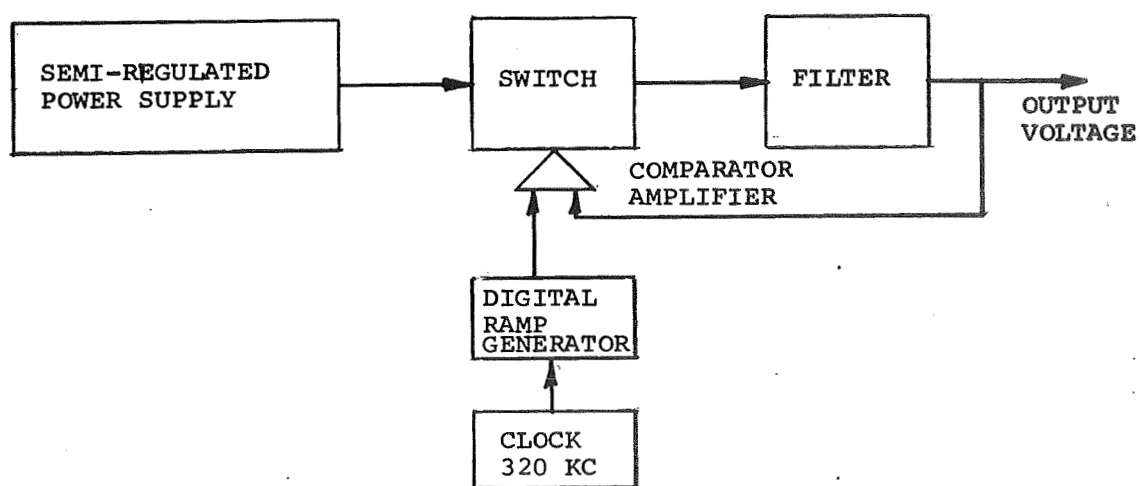 SEMI-REGULATED
POWER SUPPLY
SWITCH
FILTER
OUTPUT
VOLTAGE
COMPARATOR
AMPLIFIER
DIGITAL
RAMP
GENERATOR
CLOCK
320 KC